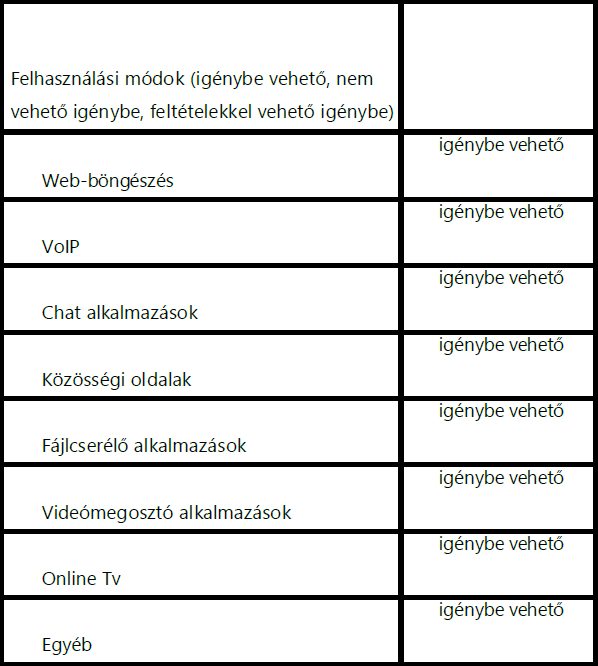 Felhasználási módok (igénybe vehető, nem
vehető igénybe, feltételekkel vehető igénybe)
igénybe vehető
Web-böngészés
igénybe vehető
VoIP
igénybe vehető
Chat alkalmazások
igénybe vehető
Közösségi oldalak
igénybe vehető
Fájlcserélő alkalmazások
igénybe vehető
Videómegosztó alkalmazások
igénybe vehető
Online Tv
igénybe vehető
Egyéb